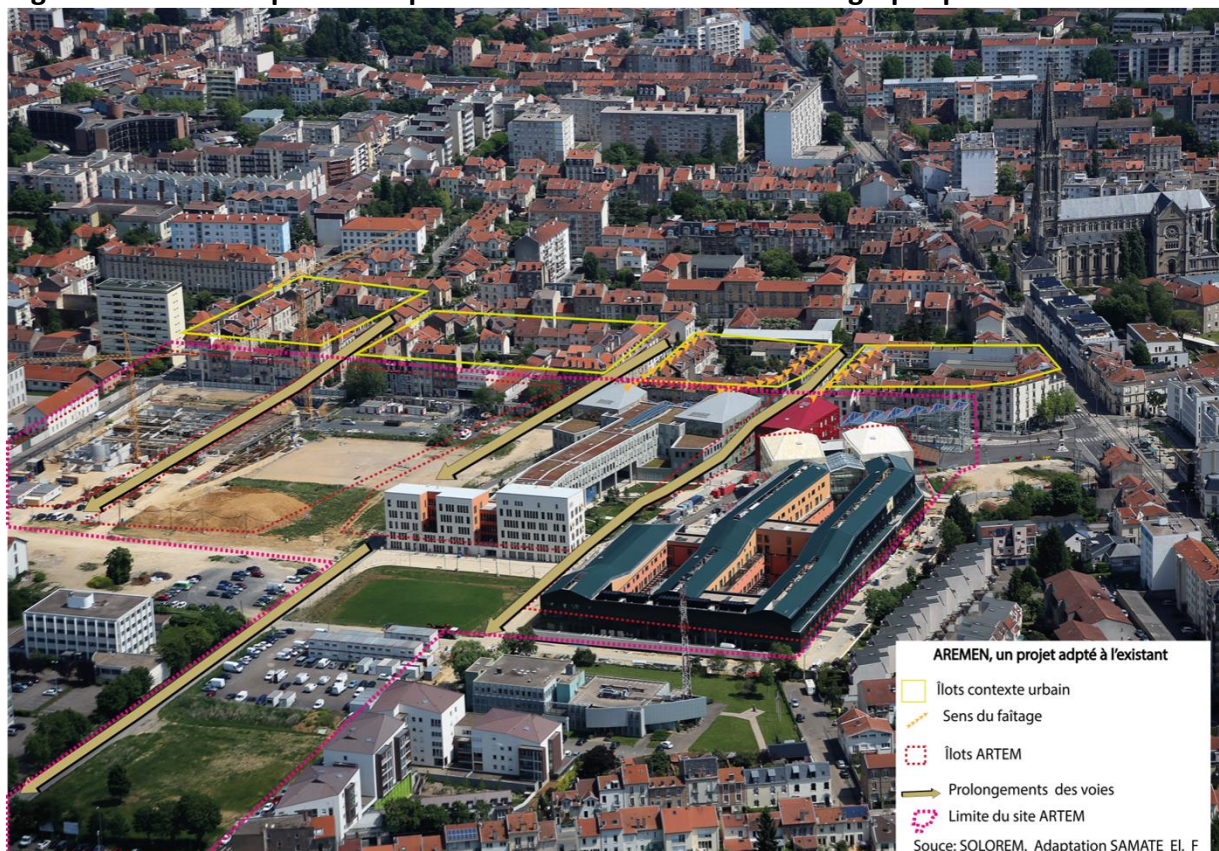 AREMEN, un projet adpté à l'existant
Îlots contexte urbain
Sens du faîtage
Îlots ARTEM
Prolongements des voies
Limite du site ARTEM
Souce: SOLOREM. Adaptation SAMATE El. F